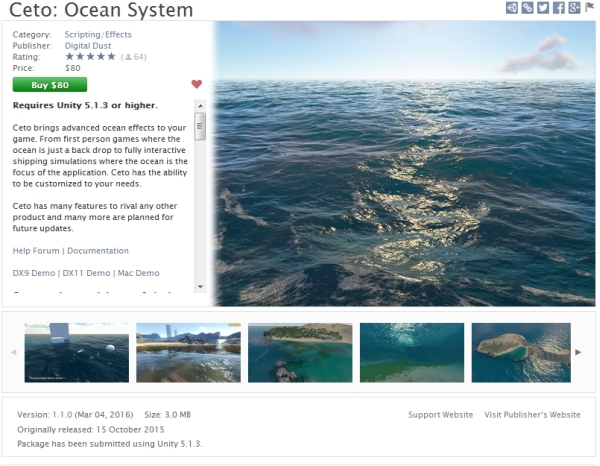 Ceto: Ocean System
Category: Scripting/Effects
Publisher: Digital Dust
Rating: ★★★★★ (64)
Price: $80
Buy $80
Requires Unity 5.1.3 or higher.
Ceto brings advanced ocean effects to your
game. From first person games where the
ocean is just a back drop to fully interactive
shipping simulations where the ocean is the
focus of the application. Ceto has the ability
to be customized to your needs.
Ceto has many features to rival any other
product and many more are planned for
future updates.
Help Forum | Documentation
DX9 Demo | DX11 Demo | Mac Demo
Version: 1.1.0 (Mar 04, 2016) Size: 3.0 MB
Support Website Visit Publisher's Website
Originally released: 15 October 2015
Package has been submitted using Unity 5.1.3.